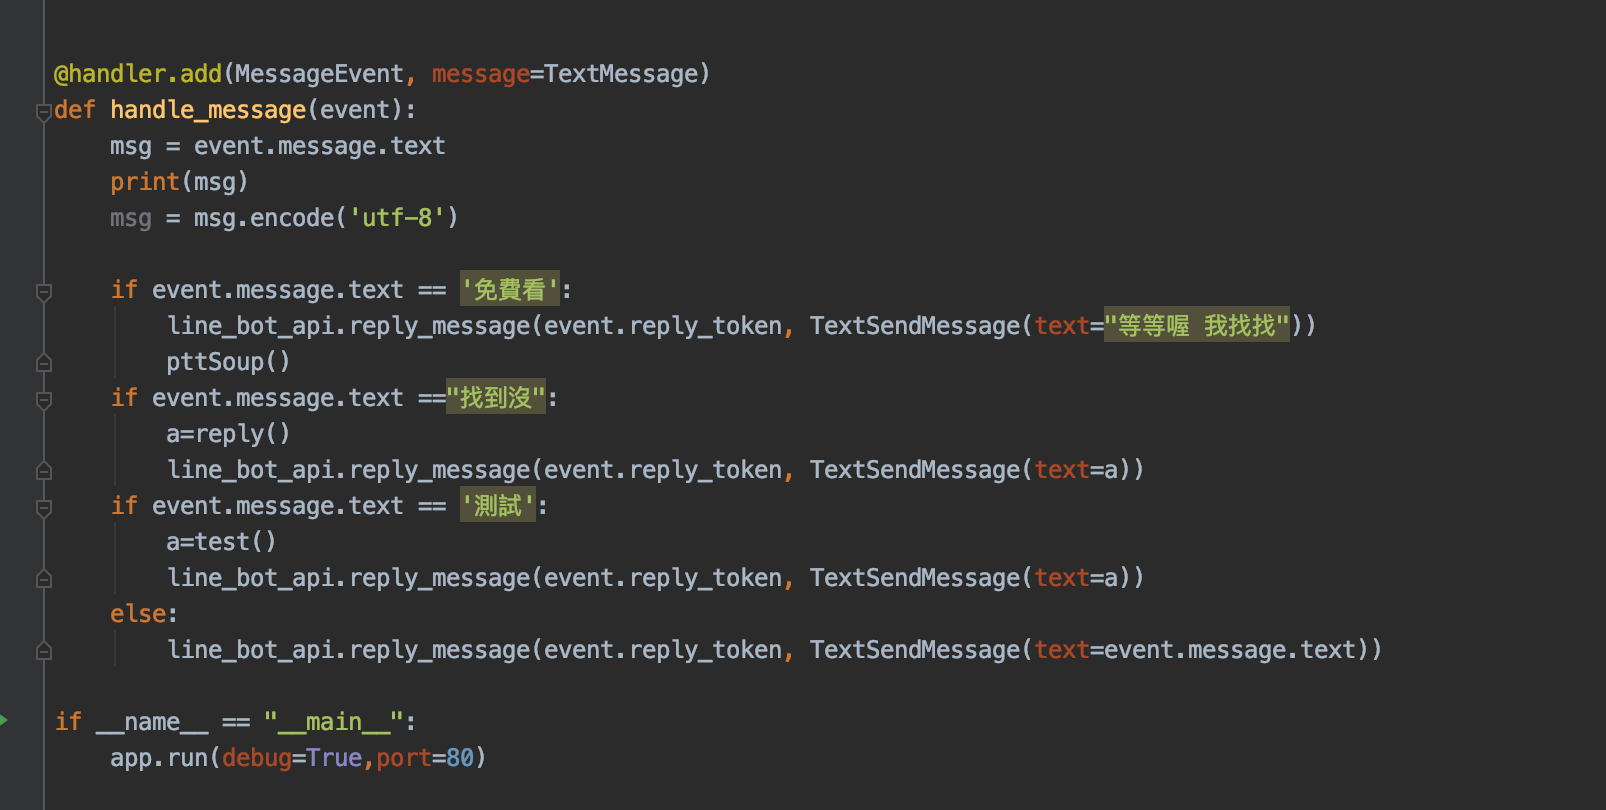 @handler.add(MessageEvent, message=TextMessage)
def handle_message(event):
    msg = event.message.text
    print(msg)
    msg = msg.encode('utf-8')

    if event.message.text == '免費看':
        line_bot_api.reply_message(event.reply_token, TextSendMessage(text="等等喔 我找找"))
        pttSoup()
    if event.message.text =="找到沒":
        a=reply()
        line_bot_api.reply_message(event.reply_token, TextSendMessage(text=a))
    if event.message.text == '測試':
        a=test()
        line_bot_api.reply_message(event.reply_token, TextSendMessage(text=a))
    else:
        line_bot_api.reply_message(event.reply_token, TextSendMessage(text=event.message.text))

if __name__ == "__main__":
    app.run(debug=True,port=80)